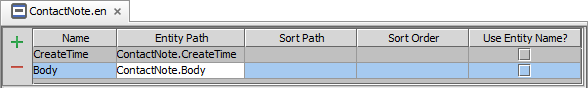 ContactNote.en
Name Entity Path Sort Path Sort Order Use Entity Name?
CreateTime ContactNote.CreateTime
Body ContactNote.Body